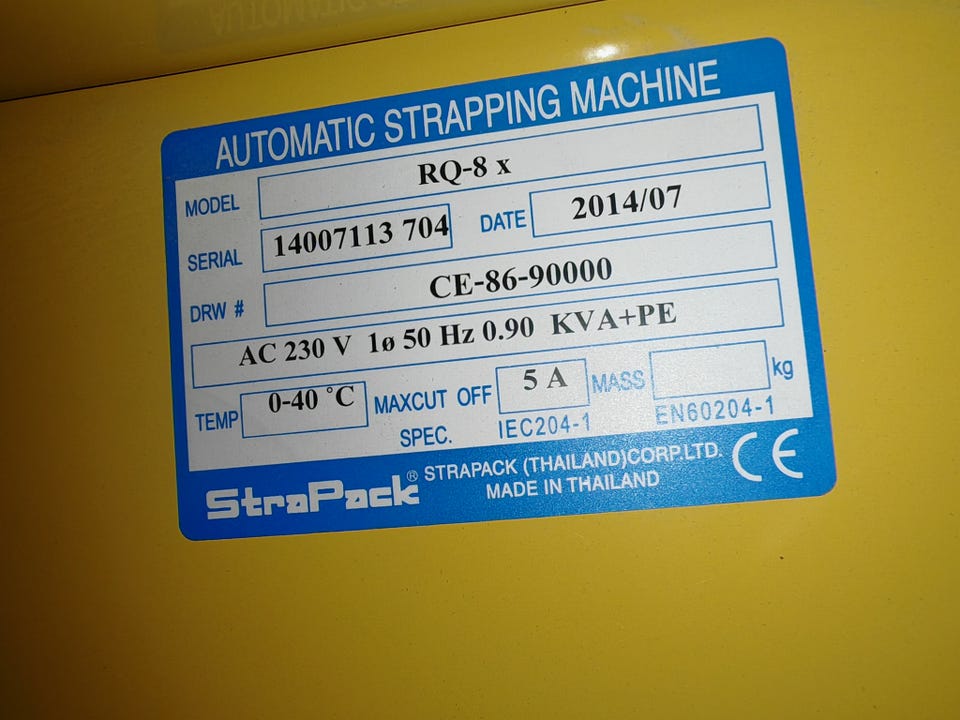 AUTOMATIC STRAPPING MACHINE
MODEL RQ-8 x
SERIAL 14007113 704 DATE 2014/07
DRW # CE-86-90000
AC 230 V 1ø 50 Hz 0.90 KVA+PE
TEMP 0-40 °C MAXCUT OFF 5 A MASS kg
SPEC. IEC204-1 EN60204-1
StraPack® STRAPACK (THAILAND)CORP.LTD. CE
MADE IN THAILAND